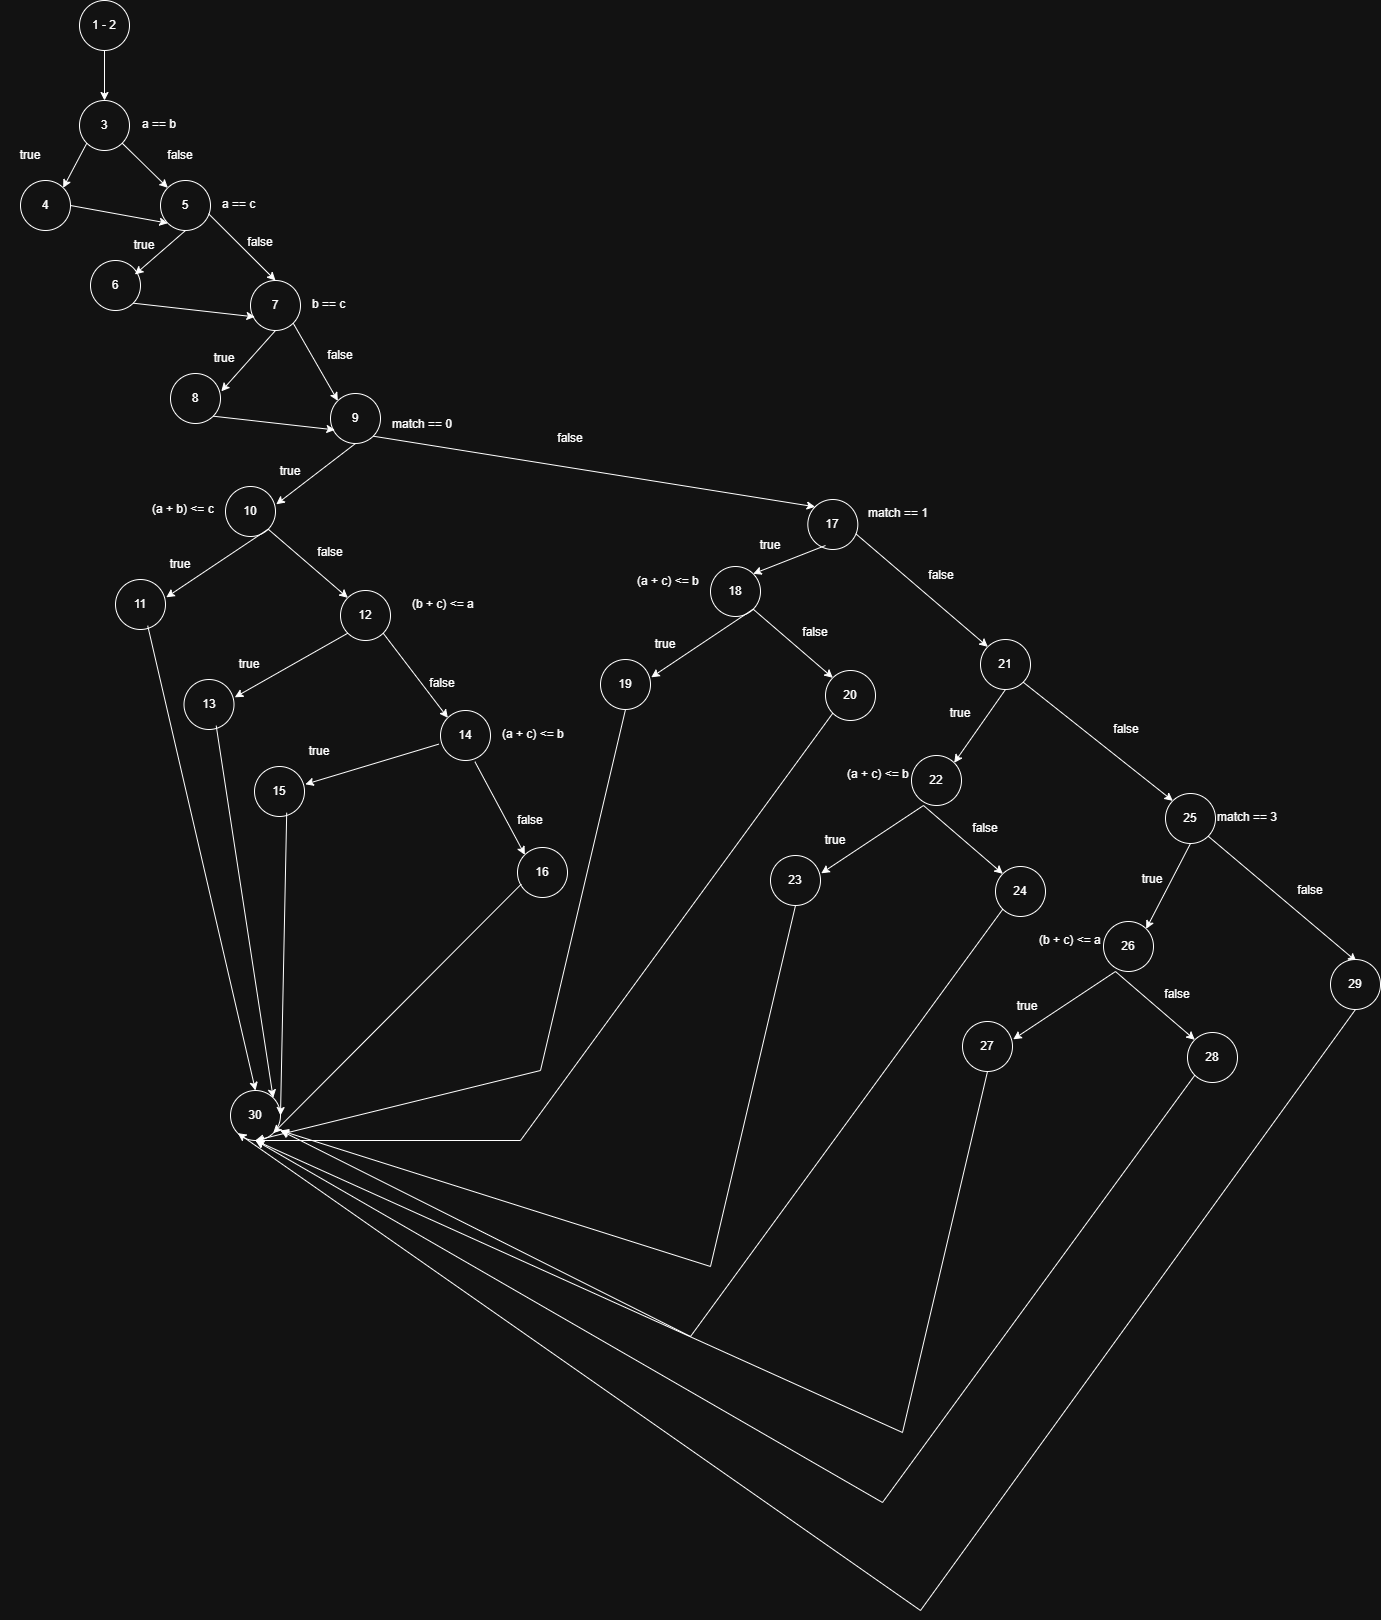 1 - 2
3
a == b
true
false
4
5
a == c
true
false
6
7
b == c
true
false
8
9
match == 0
true
false
10
(a + b) <= c
true
false
11
12
(b + c) <= a
true
false
13
14
(a + c) <= b
true
false
15
16
17
match == 1
true
false
18
(a + c) <= b
true
false
19
20
21
true
false
22
(a + c) <= b
true
false
23
24
25
match == 3
true
false
26
(b + c) <= a
true
false
27
28
29
30